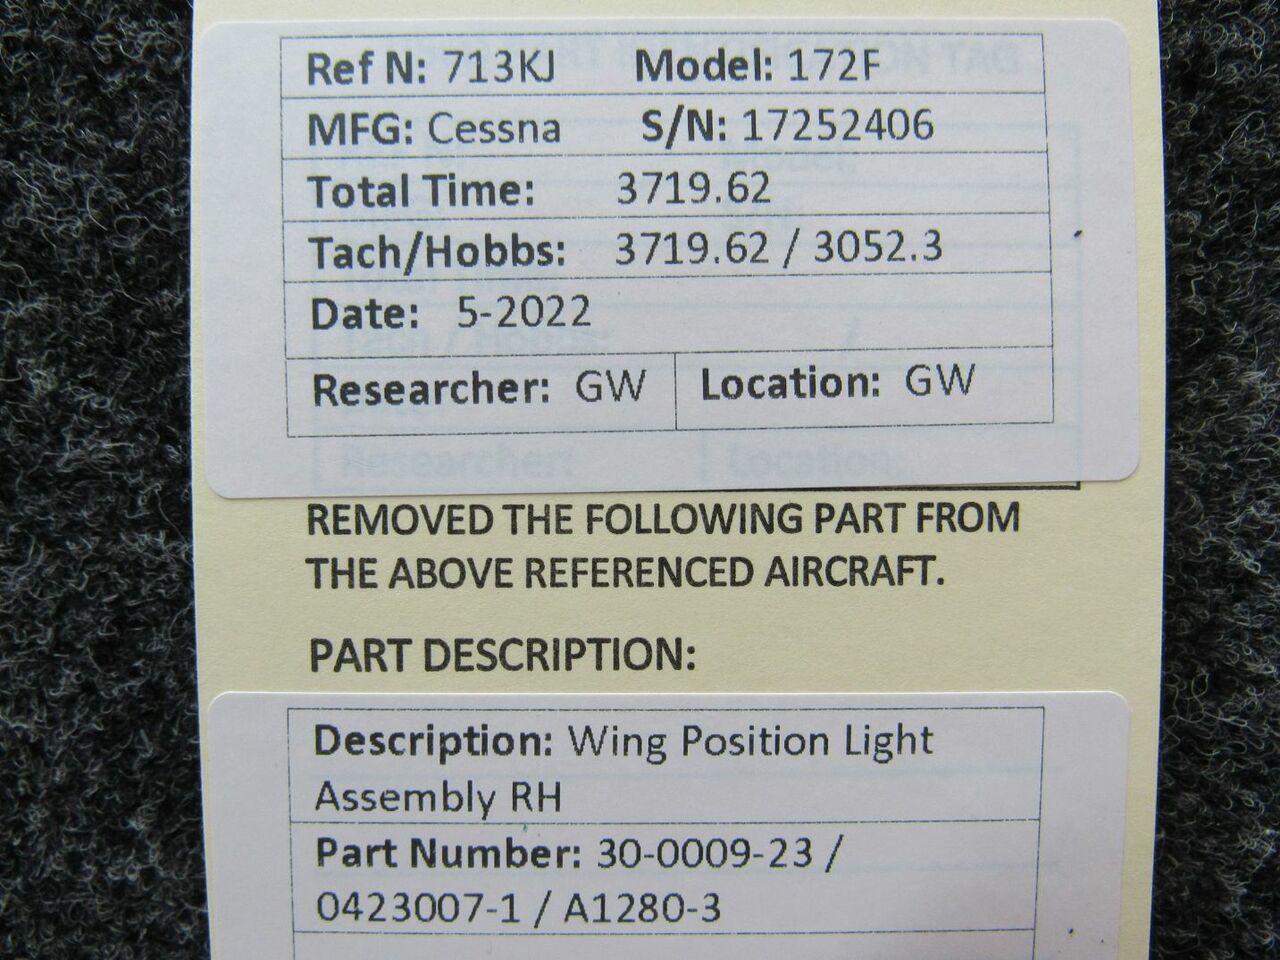 Ref N: 713KJ Model: 172F
MFG: Cessna S/N: 17252406
Total Time: 3719.62
Tach/Hobbs: 3719.62 / 3052.3
Date: 5-2022
Researcher: GW Location: GW
REMOVED THE FOLLOWING PART FROM
THE ABOVE REFERENCED AIRCRAFT.
PART DESCRIPTION:
Description: Wing Position Light
Assembly RH
Part Number: 30-0009-23 /
0423007-1 / A1280-3